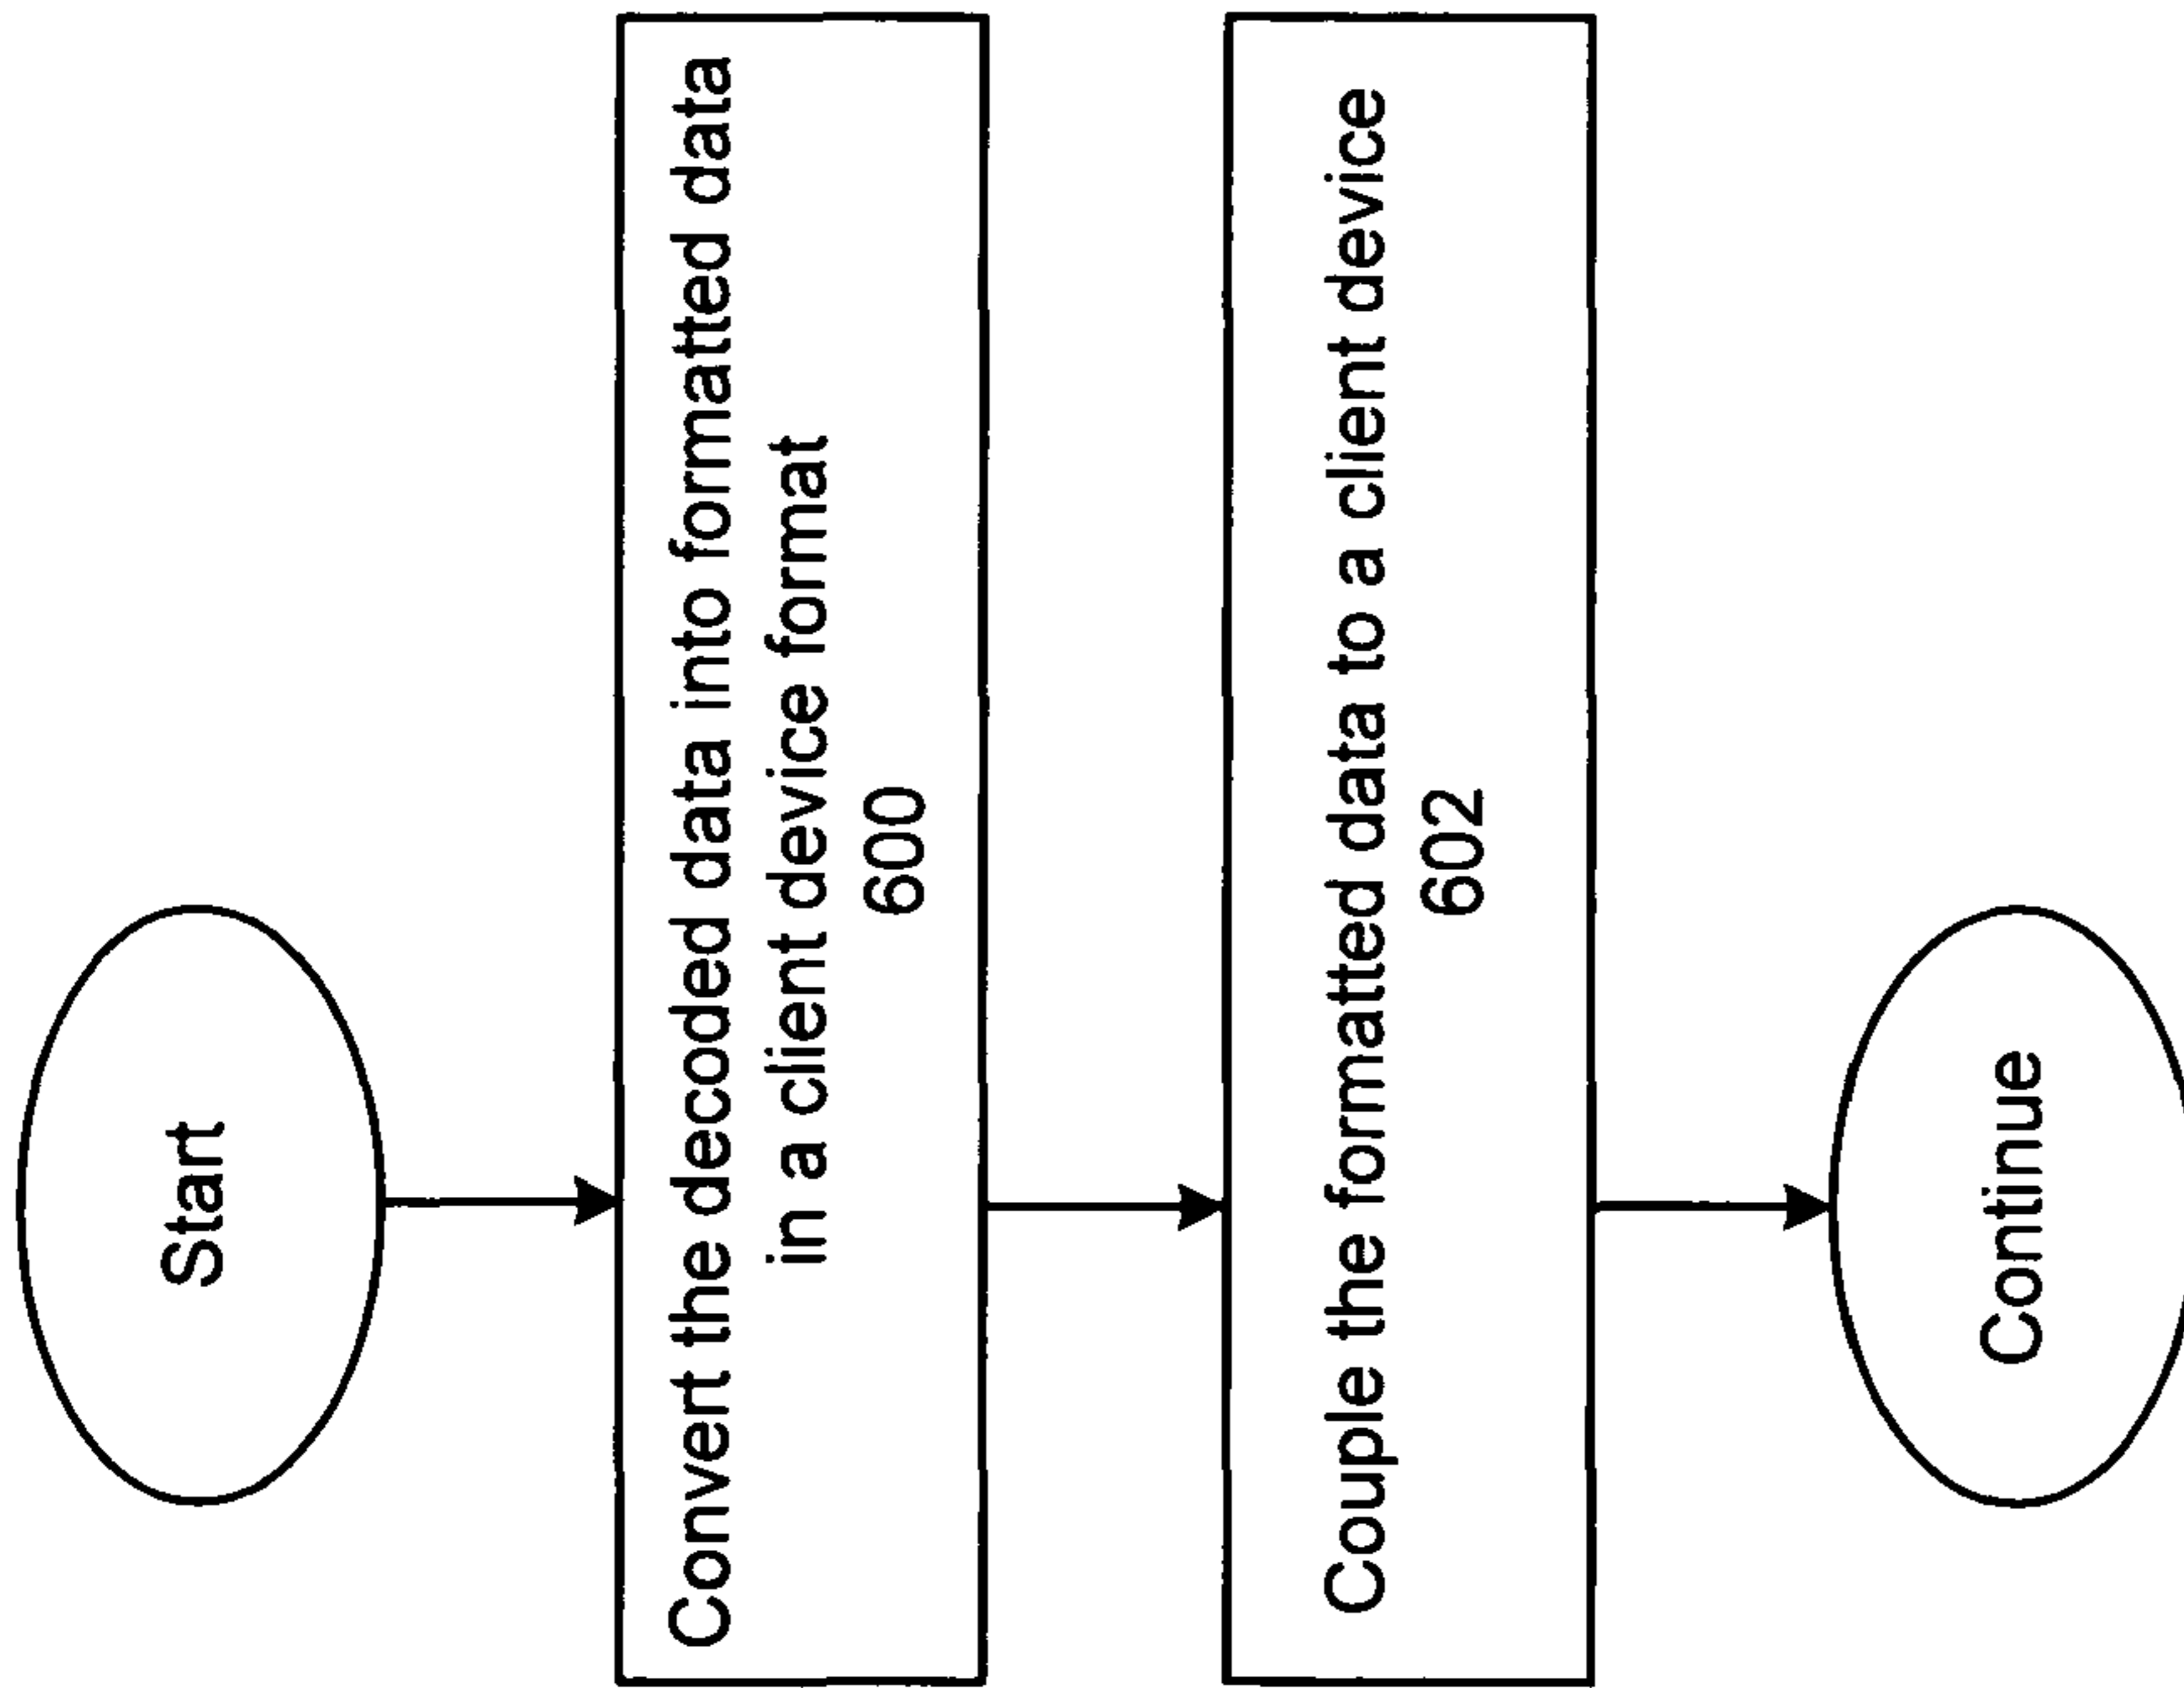 Start
Convert the decoded data into formatted data
in a client device format
600
Couple the formatted data to a client device
602
Continue